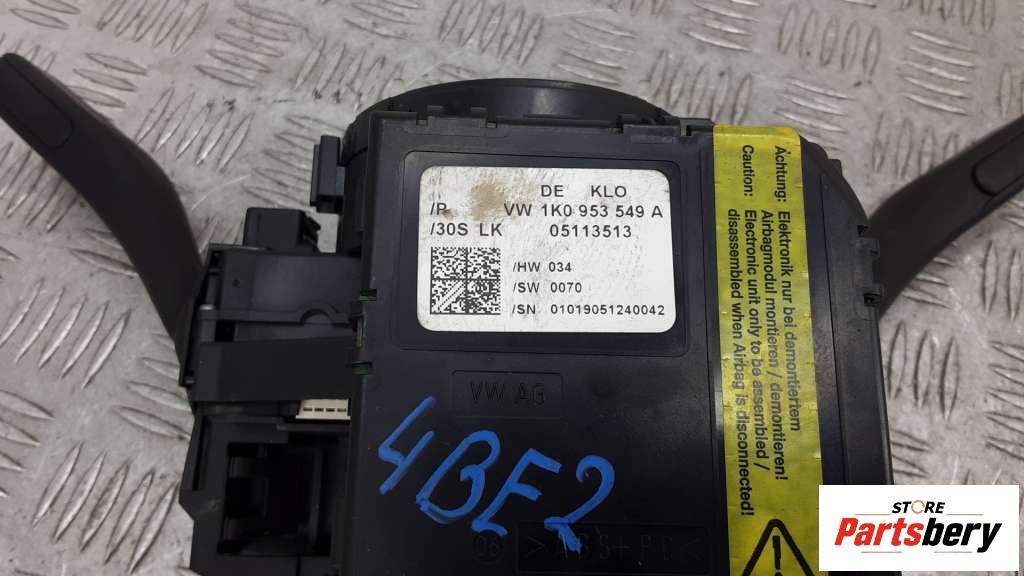 DE KLO
/P VW 1K0 953 549 A
/30S LK 05113513
/HW 034
/SW 0070
/SN 01019051240042
VW AG
4BE2
>ABS+PC<
Achtung: Elektronik nur bei demontiertem
Airbagmodul montieren / demontieren!
Caution: Electronic unit only to be assembled /
disassembled when Airbag is disconnected!
STORE
Partsbery